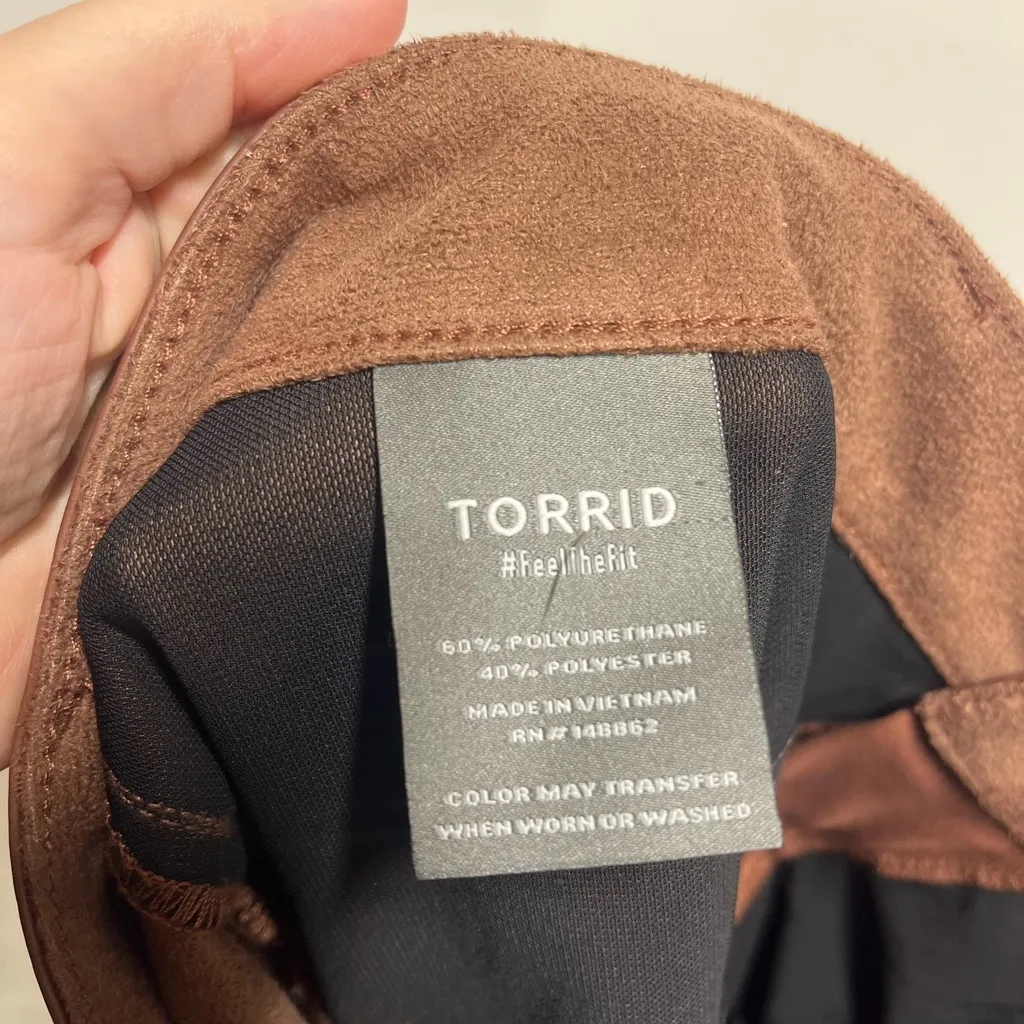 TORRID
#FeelTheFit
60% POLYURETHANE
40% POLYESTER
MADE IN VIETNAM
RN# 148862
COLOR MAY TRANSFER
WHEN WORN OR WASHED